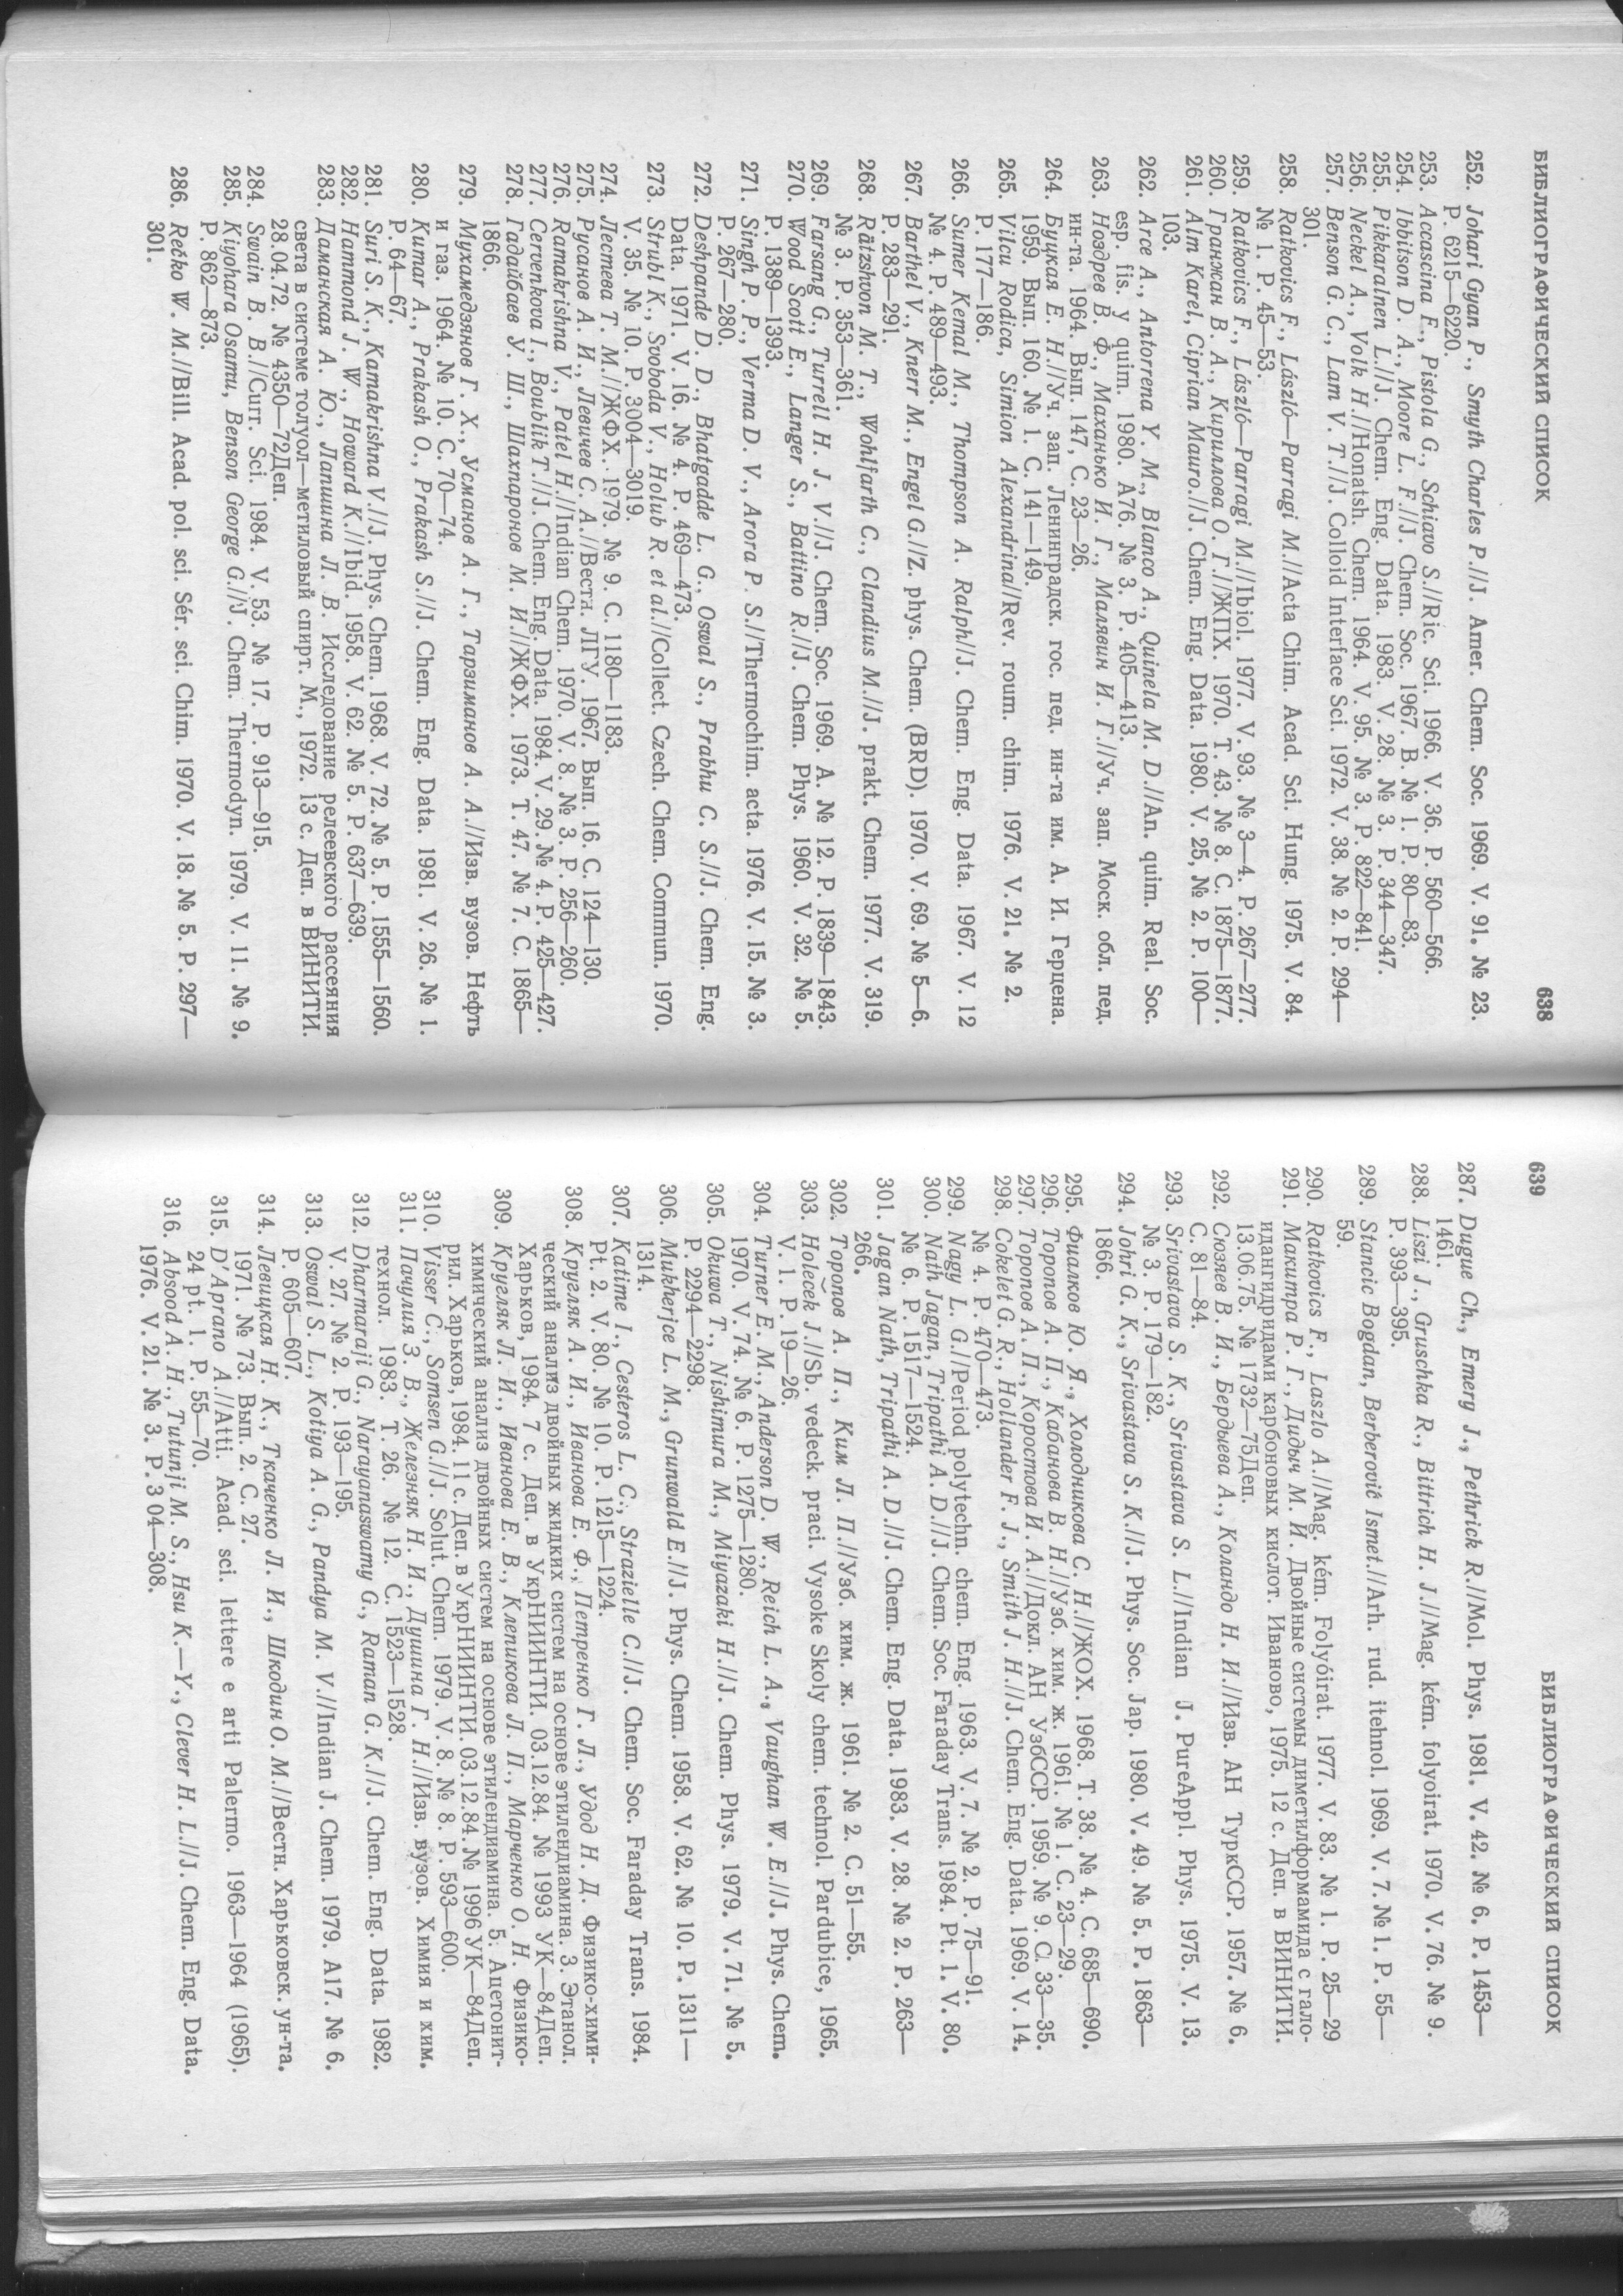 БИБЛИОГРАФИЧЕСКИЙ СПИСОК 638
252. Johari Gyan P., Smyth Charles P.//J. Amer. Chem. Soc. 1969. V. 91. № 23.
P. 6215—6220.
253. Accascina F., Pistola G., Schiavo S.//Ric. Sci. 1966. V. 36. P. 560—566.
254. Ibbitson D. A., Moore L. F.//J. Chem. Soc. 1967. B. № 1. P. 80—83.
255. Pikkaralnen L.//J. Chem. Eng. Data. 1983. V. 28. № 3. P. 344—347.
256. Neckel A., Volk H.//Honatsh. Chem. 1964. V. 95. № 3. P. 822—841.
257. Benson G. C., Lam V. T.//J. Colloid Interface Sci. 1972. V. 38. № 2. P. 294—
301.
258. Ratkovics F., László—Parragi M.//Acta Chim. Acad. Sci. Hung. 1975. V. 84.
№ 1. P. 45—53.
259. Ratkovics F., László—Parragi M.//Ibiol. 1977. V. 93. № 3—4. P. 267—277.
260. Гранжан В. А., Кириллова О. Г.//ЖПХ. 1970. Т. 43. № 8. С. 1875—1877.
261. Alm Karel, Ciprian Mauro.//J. Chem. Eng. Data. 1980. V. 25, № 2. P. 100—
103.
262. Arce A., Antorrena Y. M., Blanco A., Quinela M. D.//An. quim. Real. Soc.
esp. fis. y quim. 1980. A76. № 3. P. 405—413.
263. Ноздрев В. Ф., Маханько И. Г., Малявин И. Г.//Уч. зап. Моск. обл. пед.
ин-та. 1964. Вып. 147, С. 23—26.
264. Буцкая Е. Н.//Уч. зап. Ленинградск. гос. пед. ин-та им. А. И. Герцена.
1959. Вып. 160. № 1. С. 141—149.
265. Vilcu Rodica, Simion Alexandrina//Rev. roum. chim. 1976. V. 21. № 2.
P. 177—186.
266. Sumer Kemal M., Thompson A. Ralph//J. Chem. Eng. Data. 1967. V. 12
№ 4. P. 489—493.
267. Barthel V., Knerr M., Engel G.//Z. phys. Chem. (BRD). 1970. V. 69. № 5—6.
P. 283—291.
268. Rätzshvon M. T., Wohlfarth C., Clandius M.//J. prakt. Chem. 1977. V. 319.
№ 3. P. 353—361.
269. Farsang G., Turrell H. J. V.//J. Chem. Soc. 1969. A. № 12. P. 1839—1843.
270. Wood Scott E., Langer S., Battino R.//J. Chem. Phys. 1960. V. 32. № 5.
P. 1389—1393.
271. Singh P. P., Verma D. V., Arora P. S.//Thermochim. acta. 1976. V. 15. № 3.
P. 267—280.
272. Deshpande D. D., Bhatgadde L. G., Oswal S., Prabhu C. S.//J. Chem. Eng.
Data. 1971. V. 16. № 4. P. 469—473.
273. Strubl K., Svoboda V., Holub R. et al.//Collect. Czech. Chem. Commun. 1970.
V. 35. № 10. P. 3004—3019.
274. Лестева Т. М.//ЖФХ. 1979. № 9. С. 1180—1183.
275. Русанов А. И., Левичев С. А.//Вестн. ЛГУ. 1967. Вып. 16. С. 124—130.
276. Ramakrishna V., Patel H.//Indian Chem. 1970. V. 8. № 3. P. 256—260.
277. Cervenkova I., Boublik T.//J. Chem. Eng. Data. 1984. V. 29. № 4. P. 425—427.
278. Гадайбаев У. Ш., Шахпаронов М. И.//ЖФХ. 1973. Т. 47. № 7. С. 1865—
1866.
279. Мухамедзянов Г. Х., Усманов А. Г., Тарзиманов А. А.//Изв. вузов. Нефть
и газ. 1964. № 10. С. 70—74.
280. Kumar A., Prakash O., Prakash S.//J. Chem. Eng. Data. 1981. V. 26. № 1.
P. 64—67.
281. Suri S. K., Kamakrishna V.//J. Phys. Chem. 1968. V. 72. № 5. P. 1555—1560.
282. Hammond J. W., Howard K.//Ibid. 1958. V. 62. № 5. P. 637—639.
283. Даманская А. Ю., Лапшина Л. В. Исследование релеевского рассеяния
света в системе толуол—метиловый спирт. М., 1972. 13 с. Деп. в ВИНИТИ.
28.04.72. № 4350—72Деп.
284. Swain B. B.//Curr. Sci. 1984. V. 53. № 17. P. 913—915.
285. Kiyohara Osamu, Benson George G.//J. Chem. Thermodyn. 1979. V. 11. № 9.
P. 862—873.
286. Rećko W. M.//Bill. Acad. pol. sci. Sér. sci. Chim. 1970. V. 18. № 5. P. 297—
301.
639 БИБЛИОГРАФИЧЕСКИЙ СПИСОК
287. Dugue Ch., Emery J., Pethrick R.//Mol. Phys. 1981. V. 42. № 6. P. 1453—
1461.
288. Liszi J., Gruschka R., Bittrich H. J.//Mag. kém. folyoirat. 1970. V. 76. № 9.
P. 393—395.
289. Stancic Bogdan, Berberović Ismet.//Arh. rud. itehnol. 1969. V. 7. № 1. P. 55—
59.
290. Ratkovics F., Laszlo A.//Mag. kém. Folyóirat. 1977. V. 83. № 1. P. 25—29
291. Макитра Р. Г., Дидыч М. И. Двойные системы диметилформамида с гало-
идангидридами карбоновых кислот. Иваново, 1975. 12 с. Деп. в ВИНИТИ.
13.06.75. № 1732—75Деп.
292. Сюзяев В. И., Бердыева А., Коландо Н. И.//Изв. АН ТуркССР. 1957. № 6.
С. 81—84.
293. Srivastava S. K., Srivastava S. L.//Indian J. PureAppl. Phys. 1975. V. 13.
№ 3. P. 179—182.
294. Johri G. K., Srivastava S. K.//J. Phys. Soc. Jap. 1980. V. 49. № 5. P. 1863—
1866.
295. Фиалков Ю. Я., Холодникова С. Н.//ЖОХ. 1968. Т. 38. № 4. С. 685—690.
296. Торопов А. П., Кабанова В. Н.//Узб. хим. ж. 1961. № 1. С. 23—29.
297. Торопов А. П., Коростова И. А.//Докл. АН УзбССР. 1959. № 9. С. 33—35.
298. Cokelet G. R., Hollander F. J., Smith J. H.//J. Chem. Eng. Data. 1969. V. 14.
№ 4. P. 470—473.
299. Nagy L. G.//Period polytechn. chem. Eng. 1963. V. 7. № 2. P. 75—91.
300. Nath Jagan, Tripathi A. D.//J. Chem. Soc. Faraday Trans. 1984. Pt. 1. V. 80.
№ 6. P. 1517—1524.
301. Jagan Nath, Tripathi A. D.//J. Chem. Eng. Data. 1983. V. 28. № 2. P. 263—
266.
302. Торопов А. П., Ким Л. П.//Узб. хим. ж. 1961. № 2. С. 51—55.
303. Holećek J.//Sb. vedeck. praci. Vysoke Skoly chem. technol. Pardubice, 1965.
V. 1. P. 19—26.
304. Turner E. M., Anderson D. W., Reich L. A., Vaughan W. E.//J. Phys. Chem.
1970. V. 74. № 6. P. 1275—1280.
305. Okuwa T., Nishimura M., Miyazaki H.//J. Chem. Phys. 1979. V. 71. № 5.
P. 2294—2298.
306. Mukherjce L. M., Grunwald E.//J. Phys. Chem. 1958. V. 62. № 10. P. 1311—
1314.
307. Katime I., Cesteros L. C., Strazielle C.//J. Chem. Soc. Faraday Trans. 1984.
Pt. 2. V. 80. № 10. P. 1215—1224.
308. Кругляк А. И., Иванова Е. Ф., Петренко Г. Л., Удод Н. Д. Физико-хими-
ческий анализ двойных жидких систем на основе этилендиамина. 3. Этанол.
Харьков, 1984. 7 с. Деп. в УкрНИИНТИ. 03.12.84. № 1993 УК—84Деп.
309. Кругляк Л. И., Иванова Е. В., Клепикова Л. П., Марченко О. Н. Физико-
химический анализ двойных систем на основе этилендиамина. 5. Ацетонит-
рил. Харьков, 1984. 11 с. Деп. в УкрНИИНТИ. 03.12.84. № 1996 УК—84Деп.
310. Visser C., Somsen G.//J. Solut. Chem. 1979. V. 8. № 8. P. 593—600.
311. Пачулия З. В., Железняк Н. И., Душина Г. Н.//Изв. вузов. Химия и хим.
технол. 1983. Т. 26. № 12. С. 1523—1528.
312. Dharmaraji G., Narayanaswamy G., Raman G. K.//J. Chem. Eng. Data. 1982.
V. 27. № 2. P. 193—195.
313. Oswal S. L., Kotiya A. G., Pandya M. V.//Indian J. Chem. 1979. A17. № 6.
P. 605—607.
314. Левицкая Н. К., Ткаченко Л. И., Шкодин О. М.//Вестн. Харьковск. ун-та.
1971. № 73. Вып. 2. С. 27.
315. D'Aprano A.//Atti. Acad. sci. lettere e arti Palermo. 1963—1964 (1965).
24 pt. 1. P. 55—70.
316. Absood A. H., Tutunji M. S., Hsu K.—Y., Clever H. L.//J. Chem. Eng. Data.
1976. V. 21. № 3. P. 3 04—308.